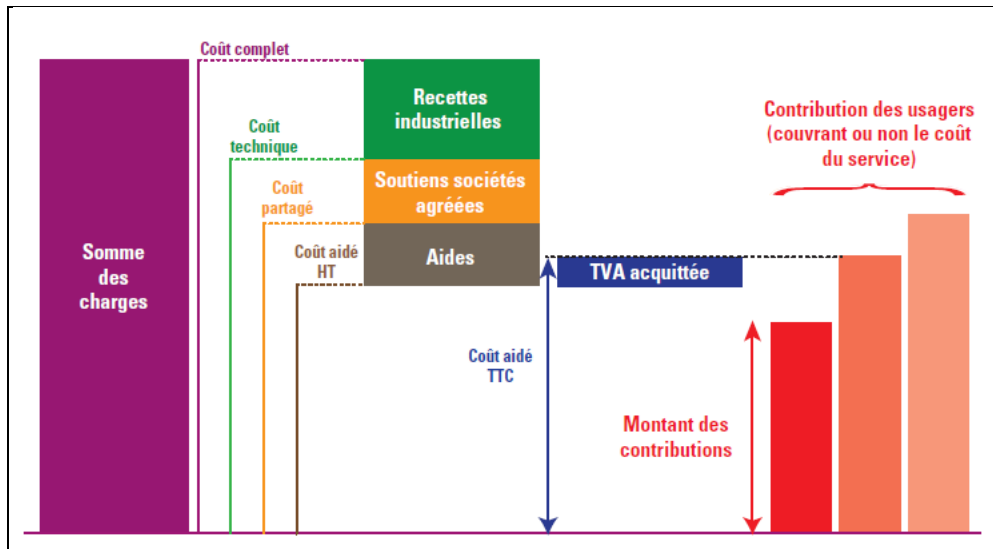 Coût complet
Recettes
industrielles
Coût
technique
Soutiens sociétés
agréées
Coût
partagé
Aides
Coût aidé
HT
Somme
des
charges
TVA acquittée
Coût aidé
TTC
Contribution des usagers
(couvrant ou non le coût
du service)
Montant des
contributions